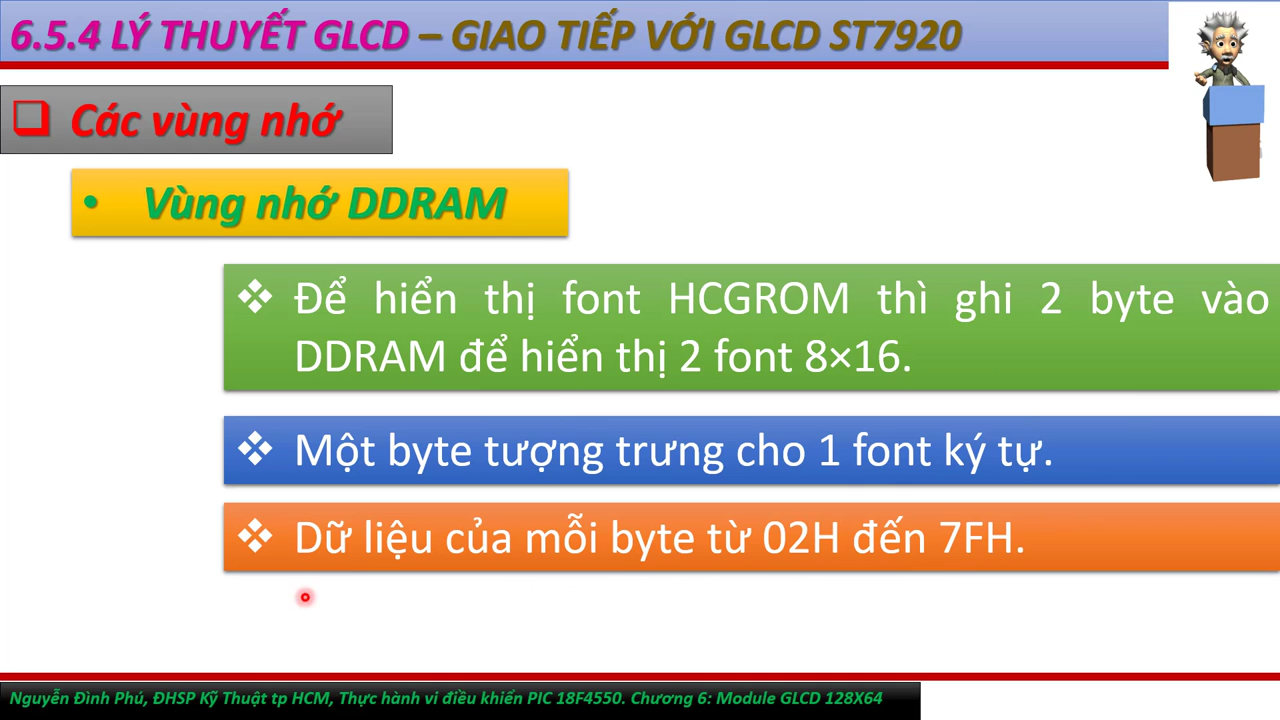 6.5.4 LÝ THUYẾT GLCD – GIAO TIẾP VỚI GLCD ST7920
❑ Các vùng nhớ
• Vùng nhớ DDRAM
❖ Để hiển thị font HCGROM thì ghi 2 byte vào
DDRAM để hiển thị 2 font 8×16.
❖ Một byte tượng trưng cho 1 font ký tự.
❖ Dữ liệu của mỗi byte từ 02H đến 7FH.
Nguyễn Đình Phú, ĐHSP Kỹ Thuật tp HCM, Thực hành vi điều khiển PIC 18F4550. Chương 6: Module GLCD 128X64